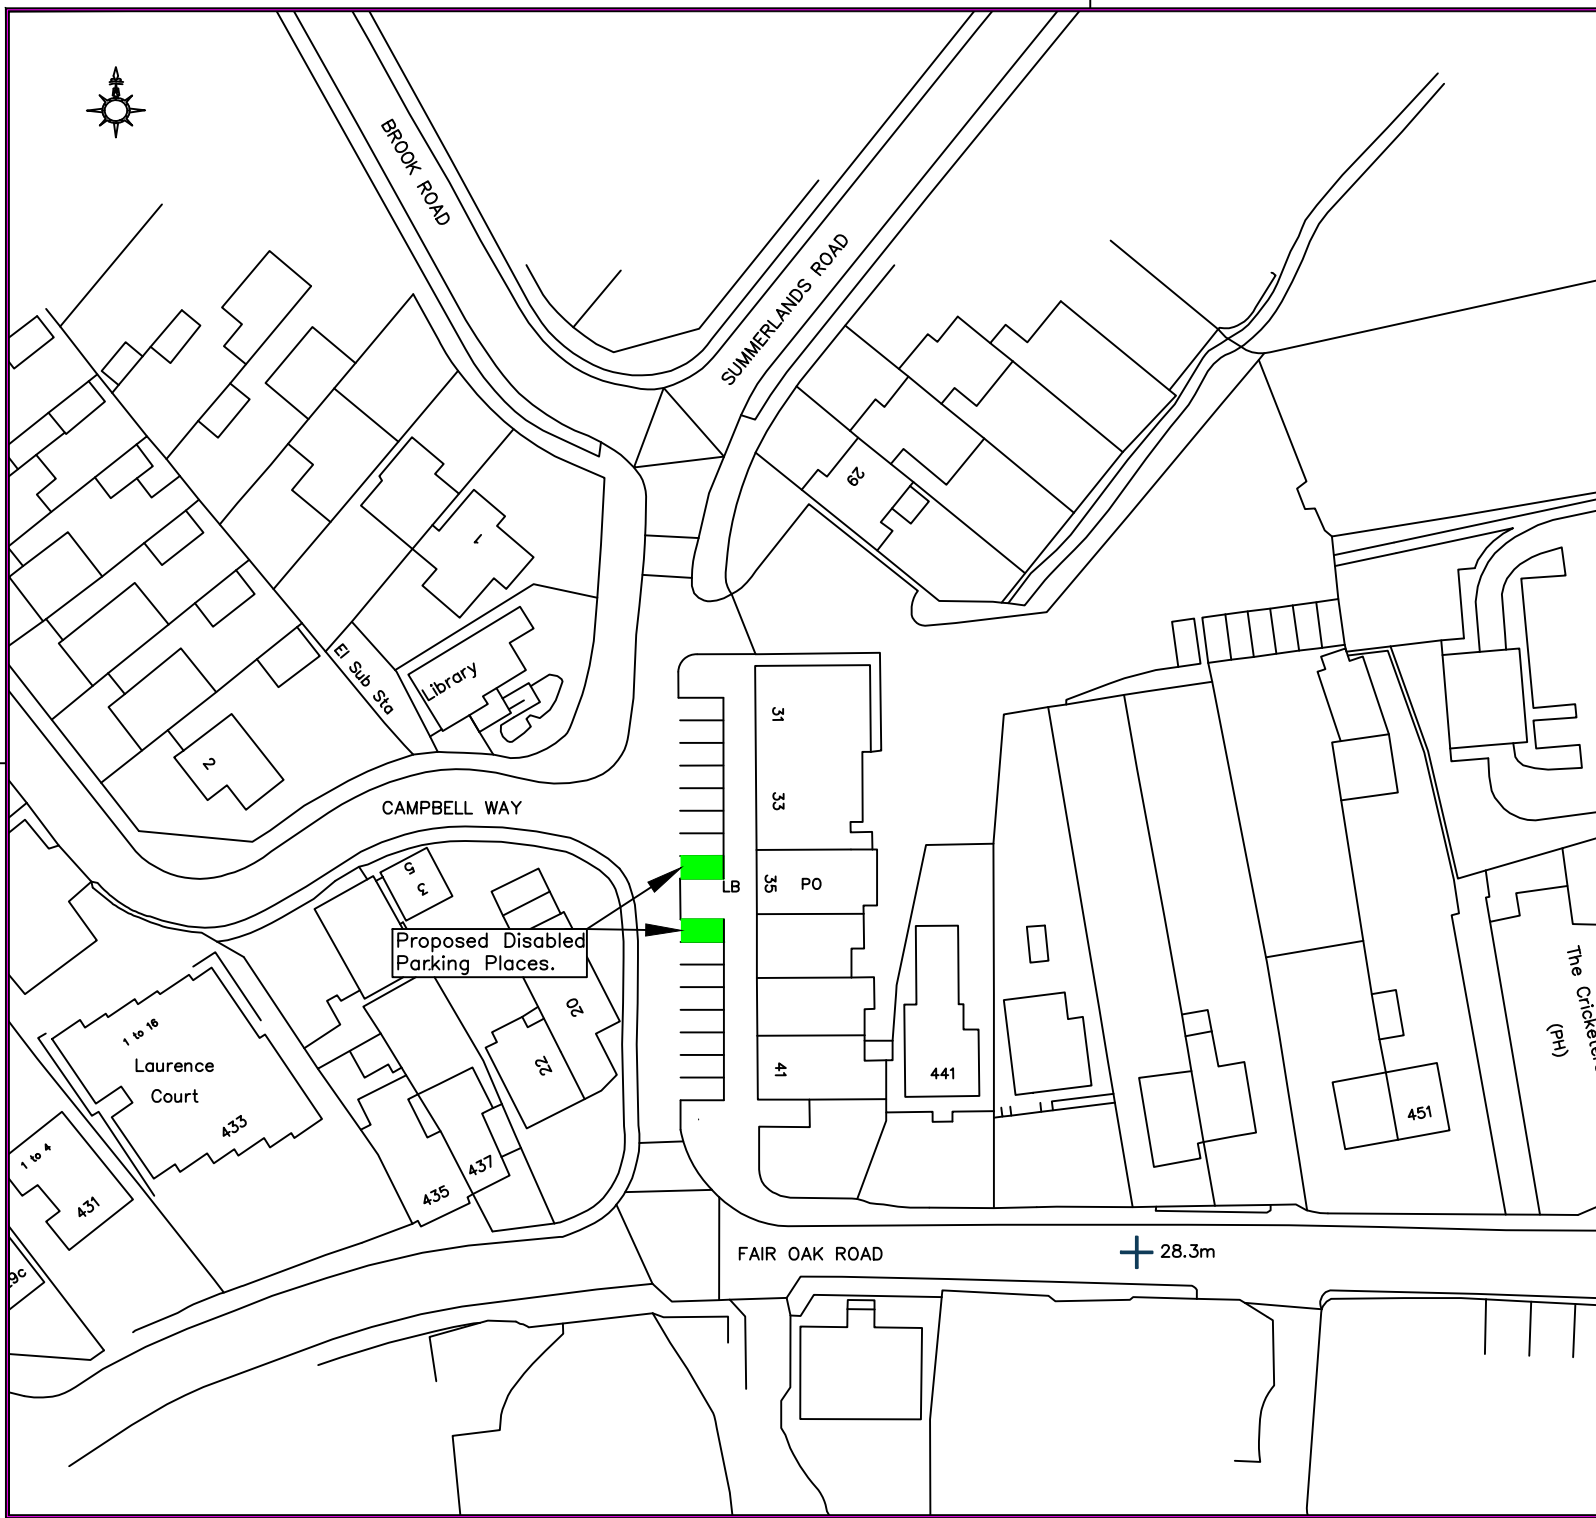 N
BROOK ROAD
SUMMERLANDS ROAD
29
1
El Sub Sta
Library
2
31
33
CAMPBELL WAY
5
3
LB
35
PO
Proposed Disabled
Parking Places.
20
22
1 to 16
Laurence
Court
433
41
441
451
The Cricketers
(PH)
1 to 4
431
435
437
FAIR OAK ROAD
28.3m